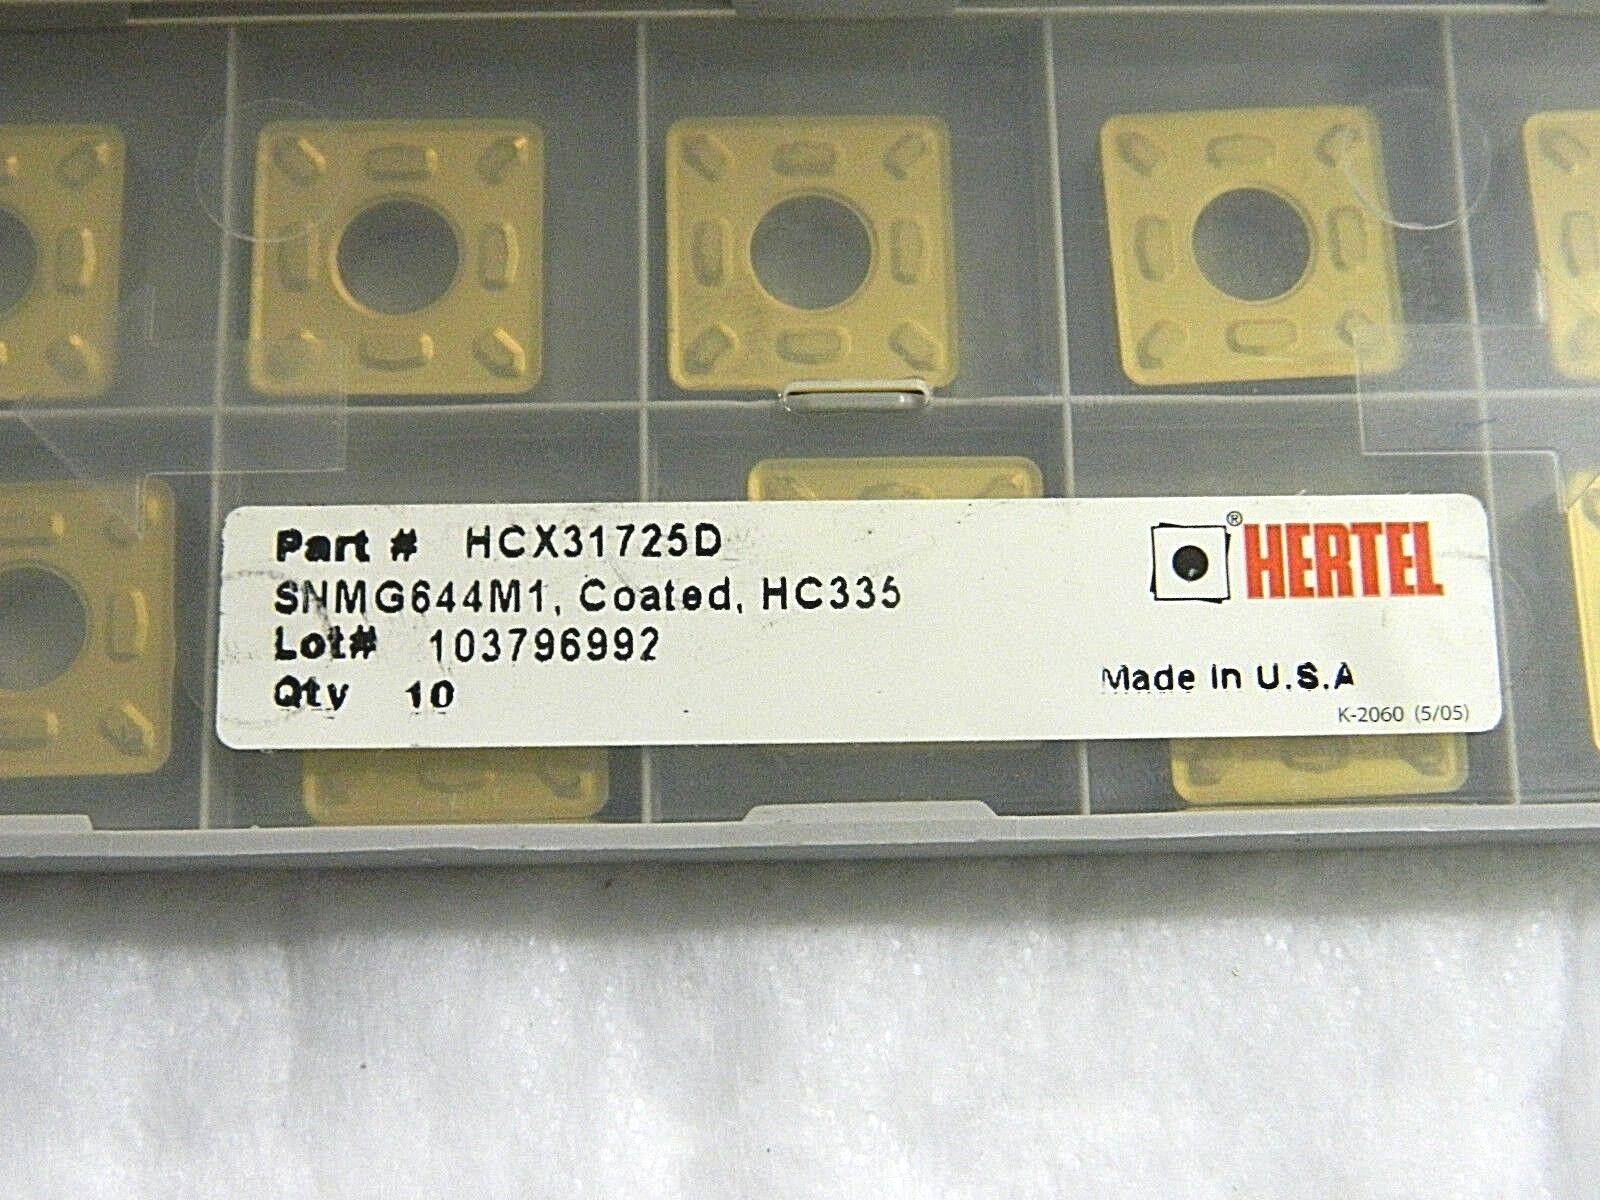 Part # HCX31725D
SNMG644M1, Coated, HC335
Lot# 103796992
Qty 10
® HERTEL
Made In U.S.A
K-2060 (5/05)